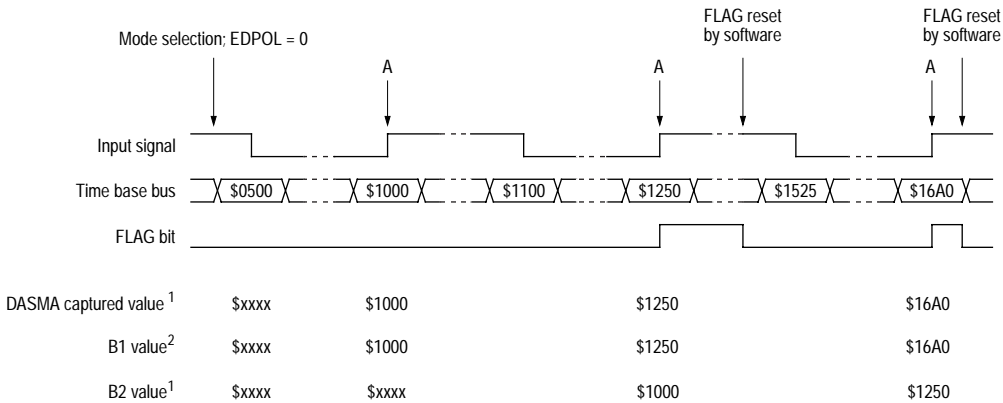 FLAG reset
by software
FLAG reset
by software
Mode selection; EDPOL = 0
A
A
A
Input signal
Time base bus
$0500
$1000
$1100
$1250
$1525
$16A0
FLAG bit
DASMA captured value 1 $xxxx $1000 $1250 $16A0
B1 value2 $xxxx $1000 $1250 $16A0
B2 value1 $xxxx $xxxx $1000 $1250